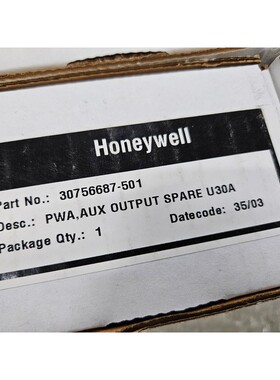 Honeywell
Part No.: 30756687-501
Desc.: PWA,AUX OUTPUT SPARE U30A
Datecode: 35/03
Package Qty.: 1